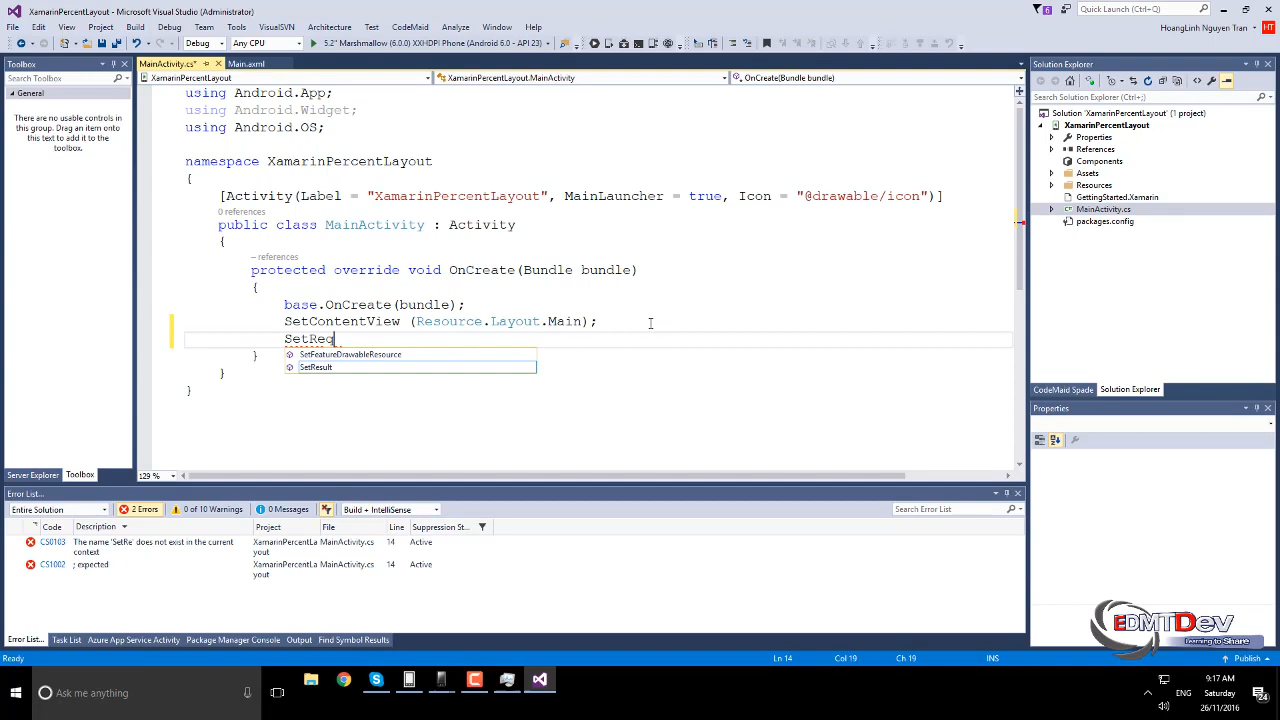 XamarinPercentLayout - Microsoft Visual Studio (Administrator)
6
Quick Launch (Ctrl+Q)
File Edit View Project Build Debug Team Tools VisualSVN Architecture Test CodeMaid Analyze Window Help
HoangLinh Nguyen Tran
HT
Debug Any CPU 5.2" Marshmallow (6.0.0) XXHDPI Phone (Android 6.0 - API 23)
Toolbox
Search Toolbox
General
There are no usable controls in
this group. Drag an item onto
this text to add it to the
toolbox.
Server Explorer Toolbox
MainActivity.cs* Main.axml
XamarinPercentLayout XamarinPercentLayout.MainActivity OnCreate(Bundle bundle)
using Android.App;
using Android.Widget;
using Android.OS;
namespace XamarinPercentLayout
{
[Activity(Label = "XamarinPercentLayout", MainLauncher = true, Icon = "@drawable/icon")]
0 references
public class MainActivity : Activity
{
-- references
protected override void OnCreate(Bundle bundle)
{
base.OnCreate(bundle);
SetContentView (Resource.Layout.Main);
SetReq
SetFeatureDrawableResource
SetResult
}
}
}
129 %
Solution Explorer
Search Solution Explorer (Ctrl+;)
Solution 'XamarinPercentLayout' (1 project)
XamarinPercentLayout
Properties
References
Components
Assets
Resources
GettingStarted.Xamarin
MainActivity.cs
packages.config
CodeMaid Spade Solution Explorer
Properties
Error List...
Entire Solution 2 Errors 0 of 10 Warnings 0 Messages Build + IntelliSense Search Error List
Code Description Project File Line Suppression St...
CS0103 The name 'SetRe' does not exist in the current context XamarinPercentLayout MainActivity.cs 14 Active
CS1002 ; expected XamarinPercentLayout MainActivity.cs 14 Active
Error List... Task List Azure App Service Activity Package Manager Console Output Find Symbol Results
EDMTDev
Learning to Share
Ready Ln 14 Col 19 Ch 19 INS Publish
Ask me anything
ENG
9:17 AM
Saturday
26/11/2016
24